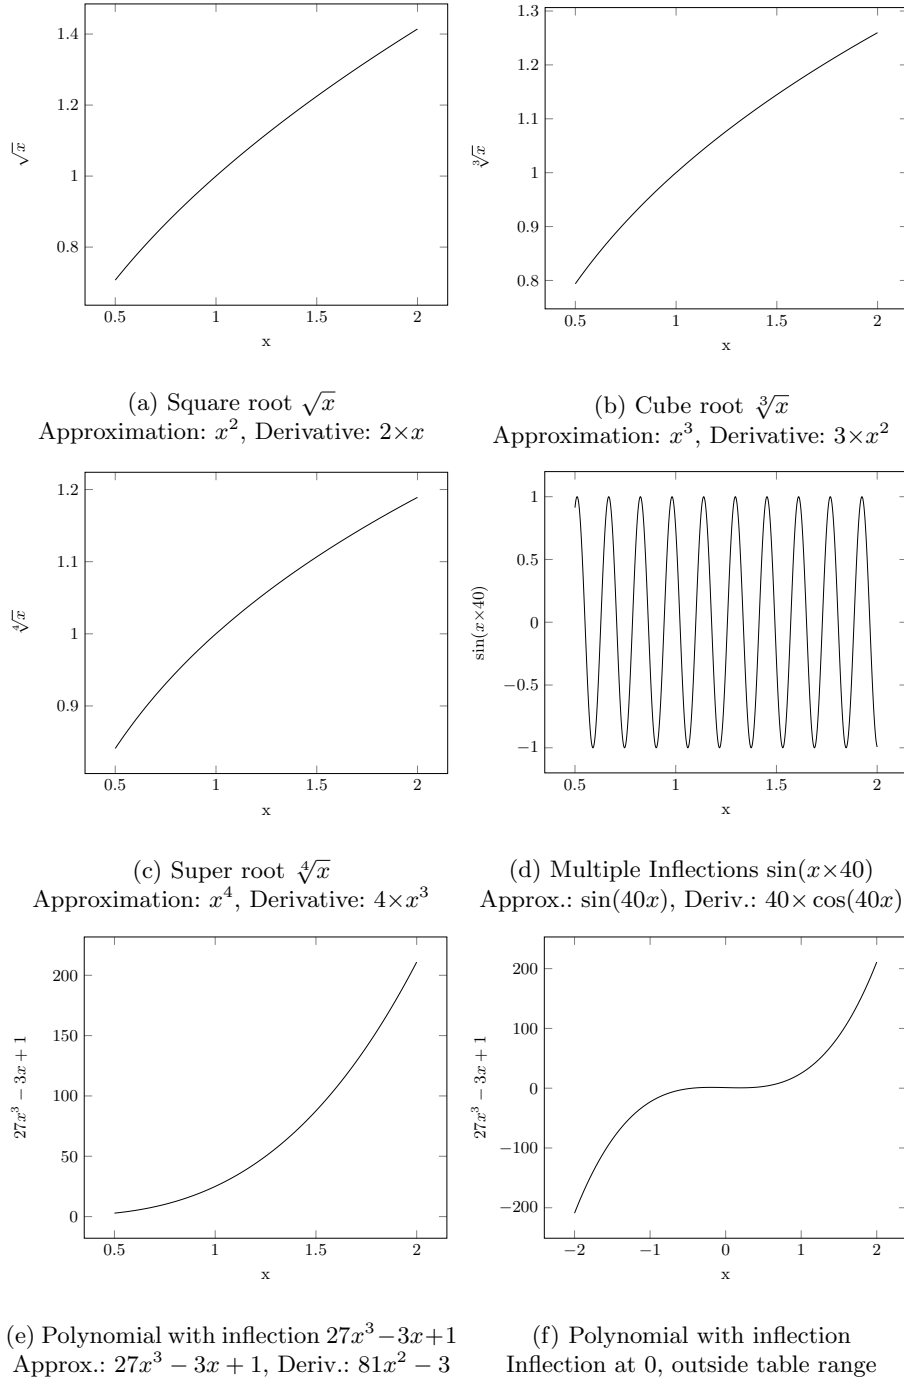 1.4
1.2
1
0.8
√x
0.5 1 1.5 2
x
(a) Square root √x
Approximation: x², Derivative: 2×x
1.3
1.2
1.1
1
0.9
0.8
∛x
0.5 1 1.5 2
x
(b) Cube root ∛x
Approximation: x³, Derivative: 3×x²
1.2
1.1
1
0.9
∜x
0.5 1 1.5 2
x
(c) Super root ∜x
Approximation: x⁴, Derivative: 4×x³
1
0.5
0
−0.5
−1
sin(x×40)
0.5 1 1.5 2
x
(d) Multiple Inflections sin(x×40)
Approx.: sin(40x), Deriv.: 40× cos(40x)
200
150
100
50
0
27x³ − 3x + 1
0.5 1 1.5 2
x
(e) Polynomial with inflection 27x³−3x+1
Approx.: 27x³ − 3x + 1, Deriv.: 81x² − 3
200
100
0
−100
−200
27x³ − 3x + 1
−2 −1 0 1 2
x
(f) Polynomial with inflection
Inflection at 0, outside table range